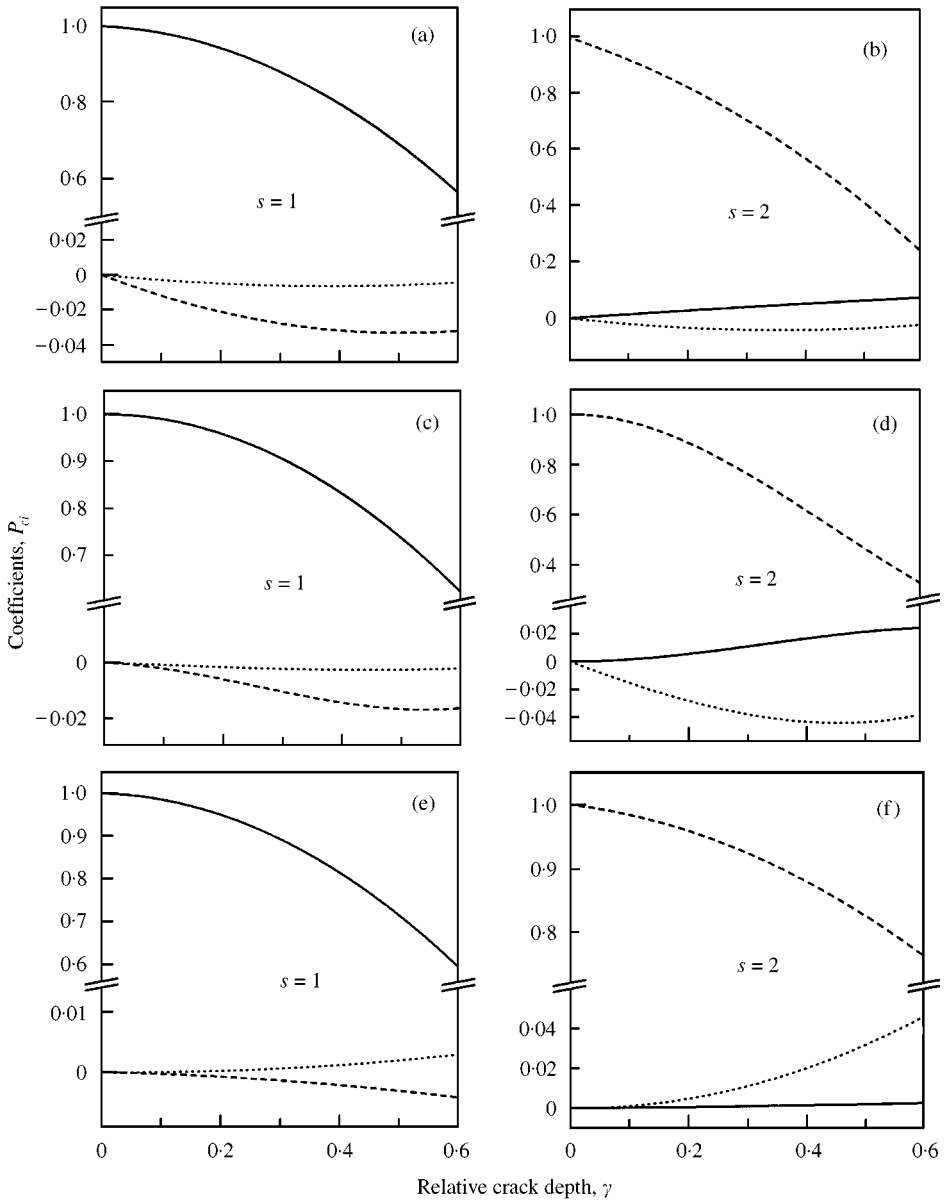 (a)
1·0
0·8
0·6
s = 1
0·02
0
−0·02
−0·04
(b)
1·0
0·8
0·6
0·4
s = 2
0·2
0
(c)
1·0
0·9
0·8
0·7
s = 1
0
−0·02
(d)
1·0
0·8
0·6
0·4
s = 2
0·02
0
−0·02
−0·04
(e)
1·0
0·9
0·8
0·7
0·6
s = 1
0·01
0
0 0·2 0·4 0·6
(f)
1·0
0·9
0·8
s = 2
0·04
0·02
0
0 0·2 0·4 0·6
Coefficients, P_ci
Relative crack depth, γ